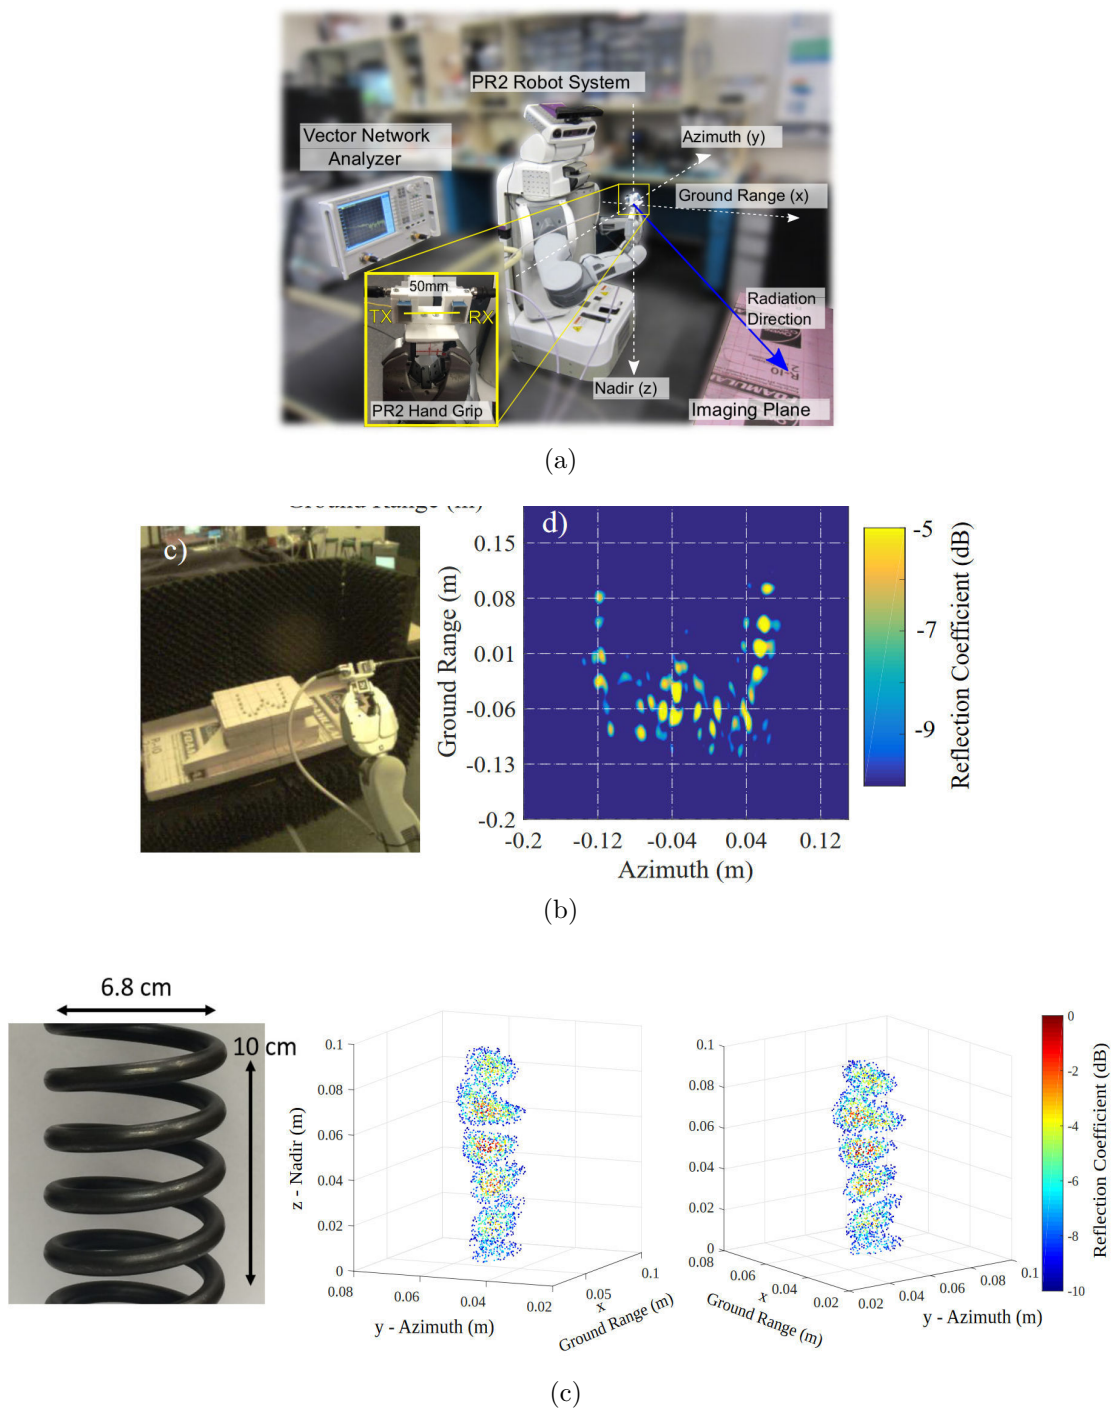 PR2 Robot System
Vector Network
Analyzer
Azimuth (y)
Ground Range (x)
50mm
TX
RX
PR2 Hand Grip
Nadir (z)
Radiation
Direction
R-10
2
FOAMULAR
Imaging Plane
(a)
c)
R-10
FOAM
d)
0.15
0.08
0.01
-0.06
-0.13
-0.2
Ground Range (m)
-0.2 -0.12 -0.04 0.04 0.12
Azimuth (m)
-5
-7
-9
Reflection Coefficient (dB)
(b)
6.8 cm
10 cm
0.1
0.08
0.06
0.04
0.02
0
z - Nadir (m)
0.08 0.06 0.04 0.02
y - Azimuth (m)
0.05 0.1
x
Ground Range (m)
0.1
0.08
0.06
0.04
0.02
0
0.08 0.06 0.04 0.02
x
Ground Range (m)
0.02 0.04 0.06 0.08 0.1
y - Azimuth (m)
0
-2
-4
-6
-8
-10
Reflection Coefficient (dB)
(c)